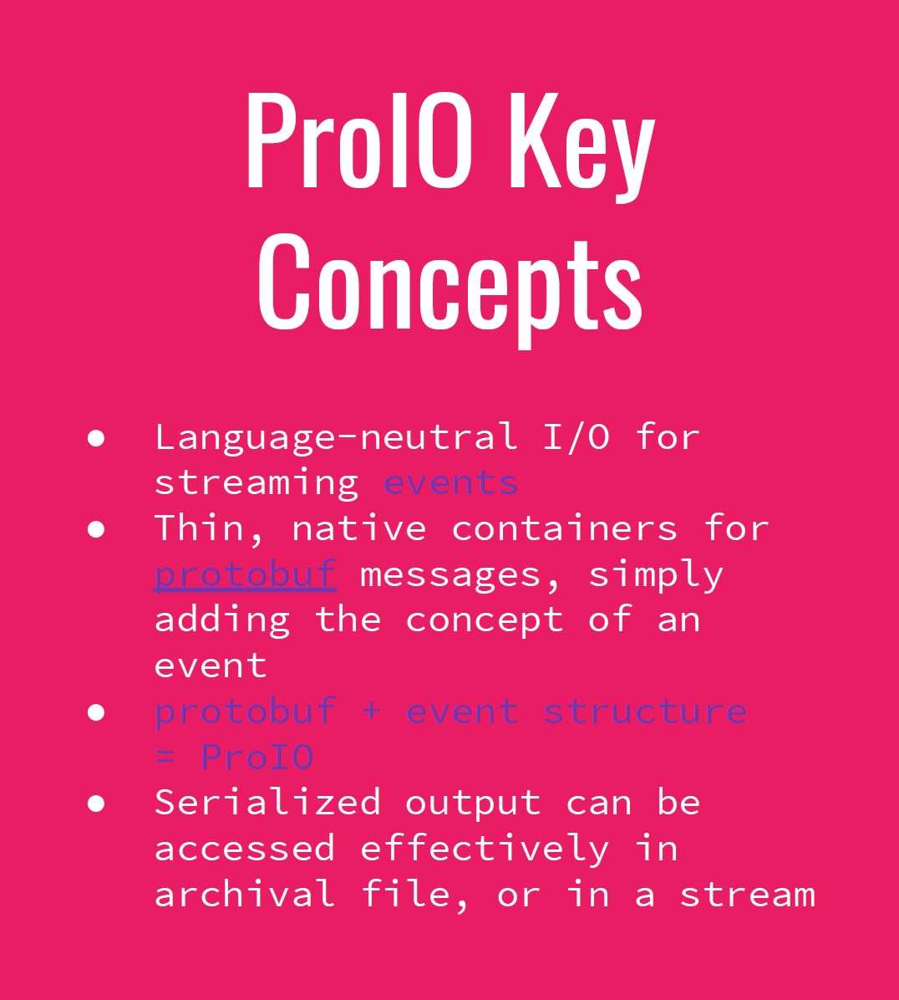 ProIO Key
Concepts
● Language-neutral I/O for
streaming events
● Thin, native containers for
protobuf messages, simply
adding the concept of an
event
● protobuf + event structure
= ProIO
● Serialized output can be
accessed effectively in
archival file, or in a stream